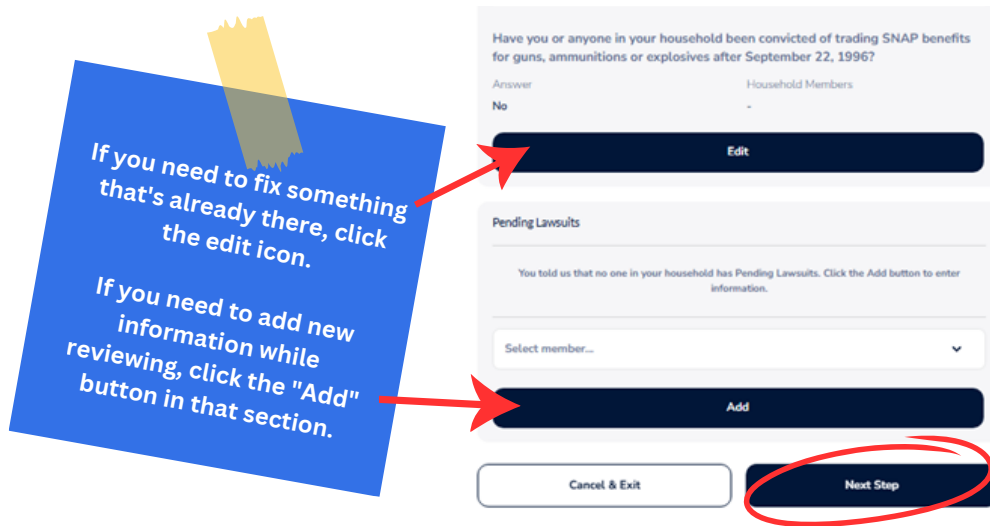 If you need to fix something
that's already there, click
the edit icon.
If you need to add new
information while
reviewing, click the "Add"
button in that section.
Have you or anyone in your household been convicted of trading SNAP benefits
for guns, ammunitions or explosives after September 22, 1996?
Answer Household Members
No -
Edit
Pending Lawsuits
You told us that no one in your household has Pending Lawsuits. Click the Add button to enter
information.
Select member...
Add
Cancel & Exit Next Step